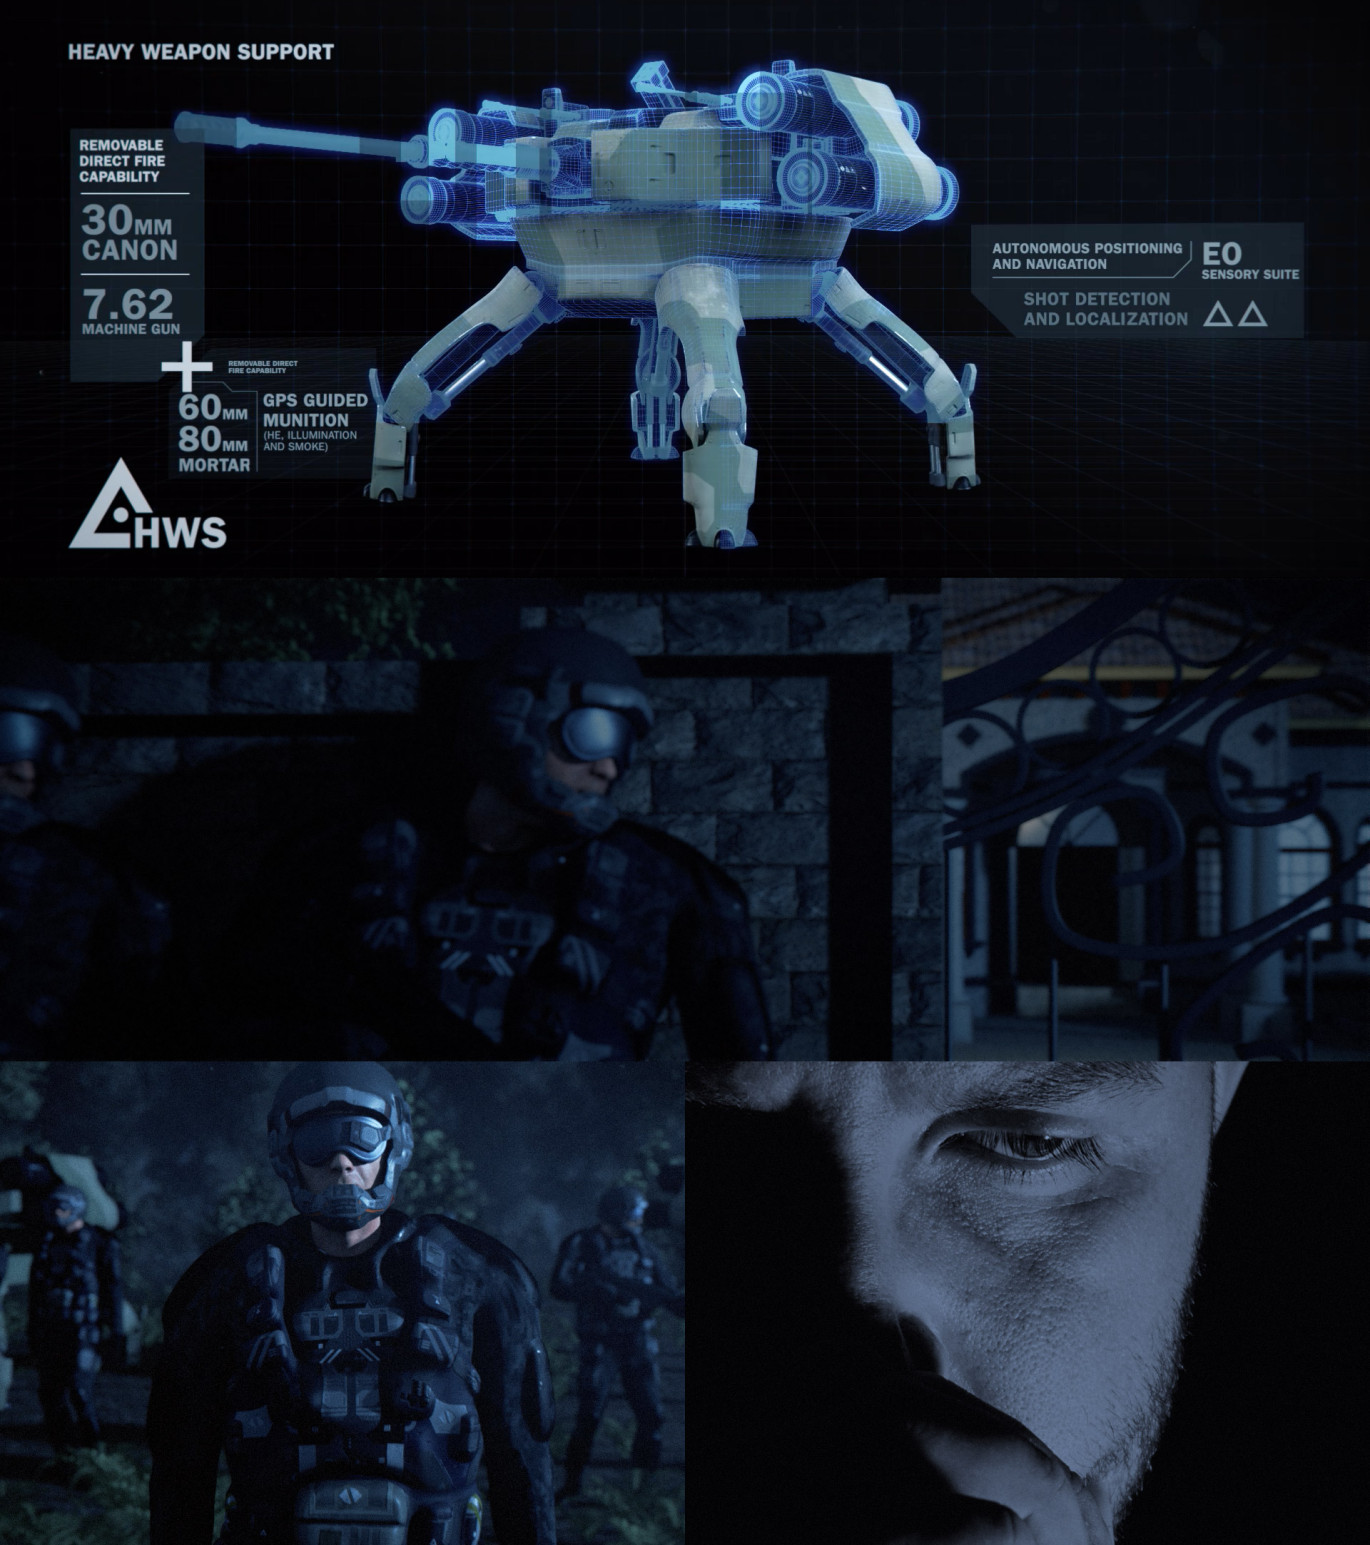 HEAVY WEAPON SUPPORT
REMOVABLE
DIRECT FIRE
CAPABILITY
30MM
CANON
7.62
MACHINE GUN
REMOVABLE DIRECT
FIRE CAPABILITY
60MM
80MM
MORTAR
GPS GUIDED
MUNITION
(HE, ILLUMINATION
AND SMOKE)
HWS
AUTONOMOUS POSITIONING
AND NAVIGATION
EO
SENSORY SUITE
SHOT DETECTION
AND LOCALIZATION